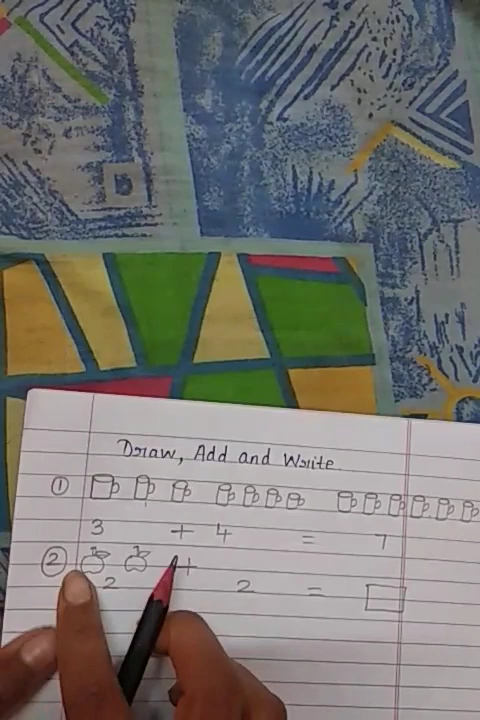 Draw, Add and Write
①
3 + 4 = 7
② +
2 2 =